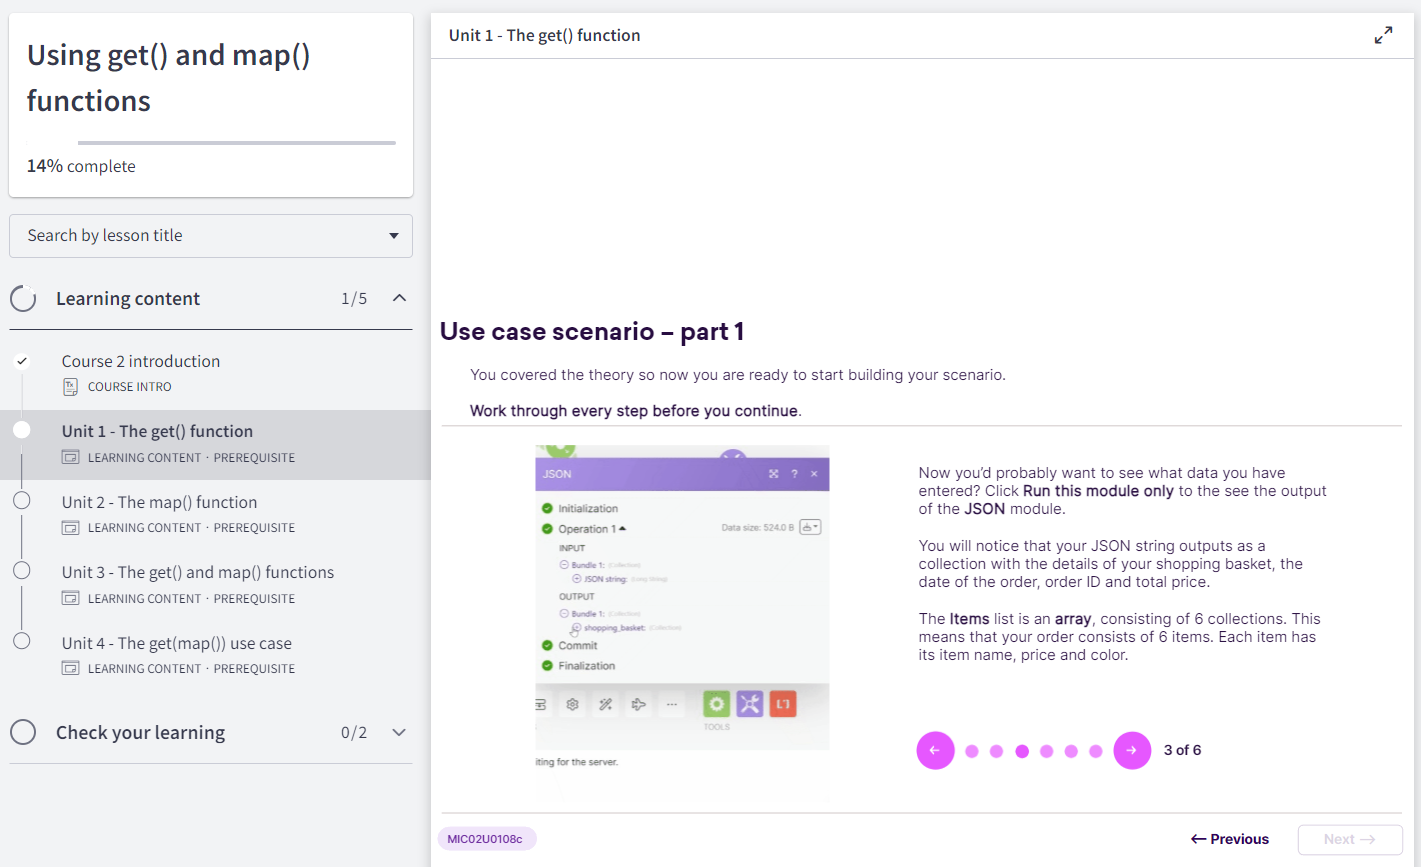 Using get() and map()
functions
14% complete
Search by lesson title
Learning content 1/5
Course 2 introduction
COURSE INTRO
Unit 1 - The get() function
LEARNING CONTENT · PREREQUISITE
Unit 2 - The map() function
LEARNING CONTENT · PREREQUISITE
Unit 3 - The get() and map() functions
LEARNING CONTENT · PREREQUISITE
Unit 4 - The get(map()) use case
LEARNING CONTENT · PREREQUISITE
Check your learning 0/2
Unit 1 - The get() function
Use case scenario – part 1
You covered the theory so now you are ready to start building your scenario.
Work through every step before you continue.
JSON ? ×
Initialization
Operation 1 Data size: 524.0 B
INPUT
Bundle 1: (Collection)
JSON string: (Long String)
OUTPUT
Bundle 1: (Collection)
shopping_basket: (Collection)
Commit
Finalization
TOOLS
iting for the server.
Now you'd probably want to see what data you have
entered? Click Run this module only to the see the output
of the JSON module.
You will notice that your JSON string outputs as a
collection with the details of your shopping basket, the
date of the order, order ID and total price.
The Items list is an array, consisting of 6 collections. This
means that your order consists of 6 items. Each item has
its item name, price and color.
3 of 6
MIC02U0108c
← Previous
Next →